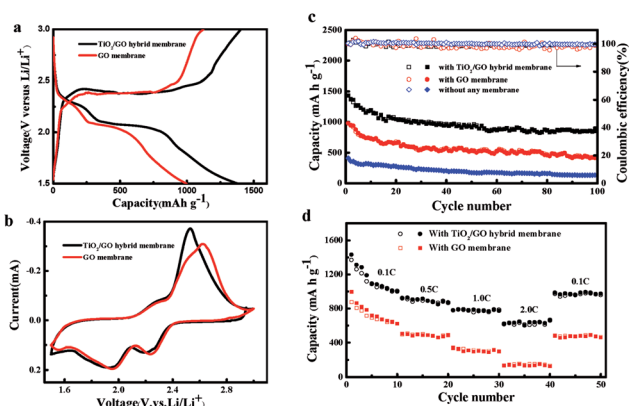 a
TiO2/GO hybrid membrane
GO membrane
Voltage(V versus Li/Li+)
3.0
2.5
2.0
1.5
0
500
1000
1500
Capacity(mAh g-1)
b
TiO2/GO hybrid membrane
GO membrane
Current(mA)
-0.4
-0.2
0.0
0.2
1.6
2.0
2.4
2.8
Voltage(V.vs.Li/Li+)
c
with TiO2/GO hybrid membrane
with GO membrane
without any membrane
Capacity(mA h g-1)
2500
2000
1500
1000
500
0
Coulombic efficiency(%)
100
80
60
40
20
0
0
20
40
60
80
100
Cycle number
d
With TiO2/GO hybrid membrane
With GO membrane
0.1C
0.5C
1.0C
2.0C
0.1C
Capacity (mA h g-1)
1600
1200
800
400
0
0
10
20
30
40
50
Cycle number